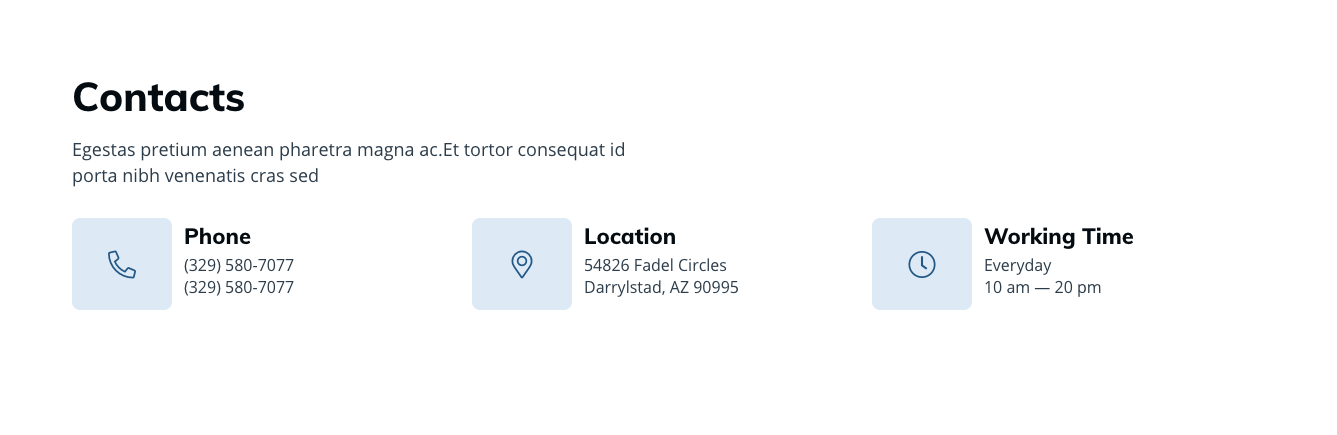 Contacts
Egestas pretium aenean pharetra magna ac.Et tortor consequat id
porta nibh venenatis cras sed
Phone
(329) 580-7077
(329) 580-7077
Location
54826 Fadel Circles
Darrylstad, AZ 90995
Working Time
Everyday
10 am — 20 pm